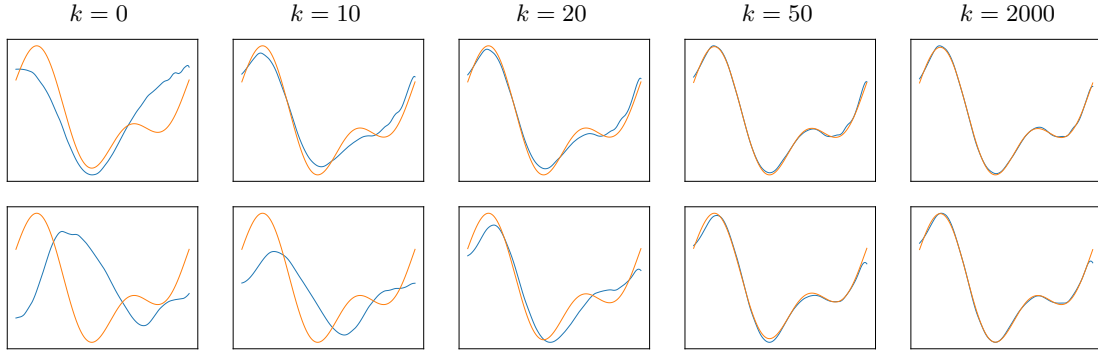 k = 0 k = 10 k = 20 k = 50 k = 2000